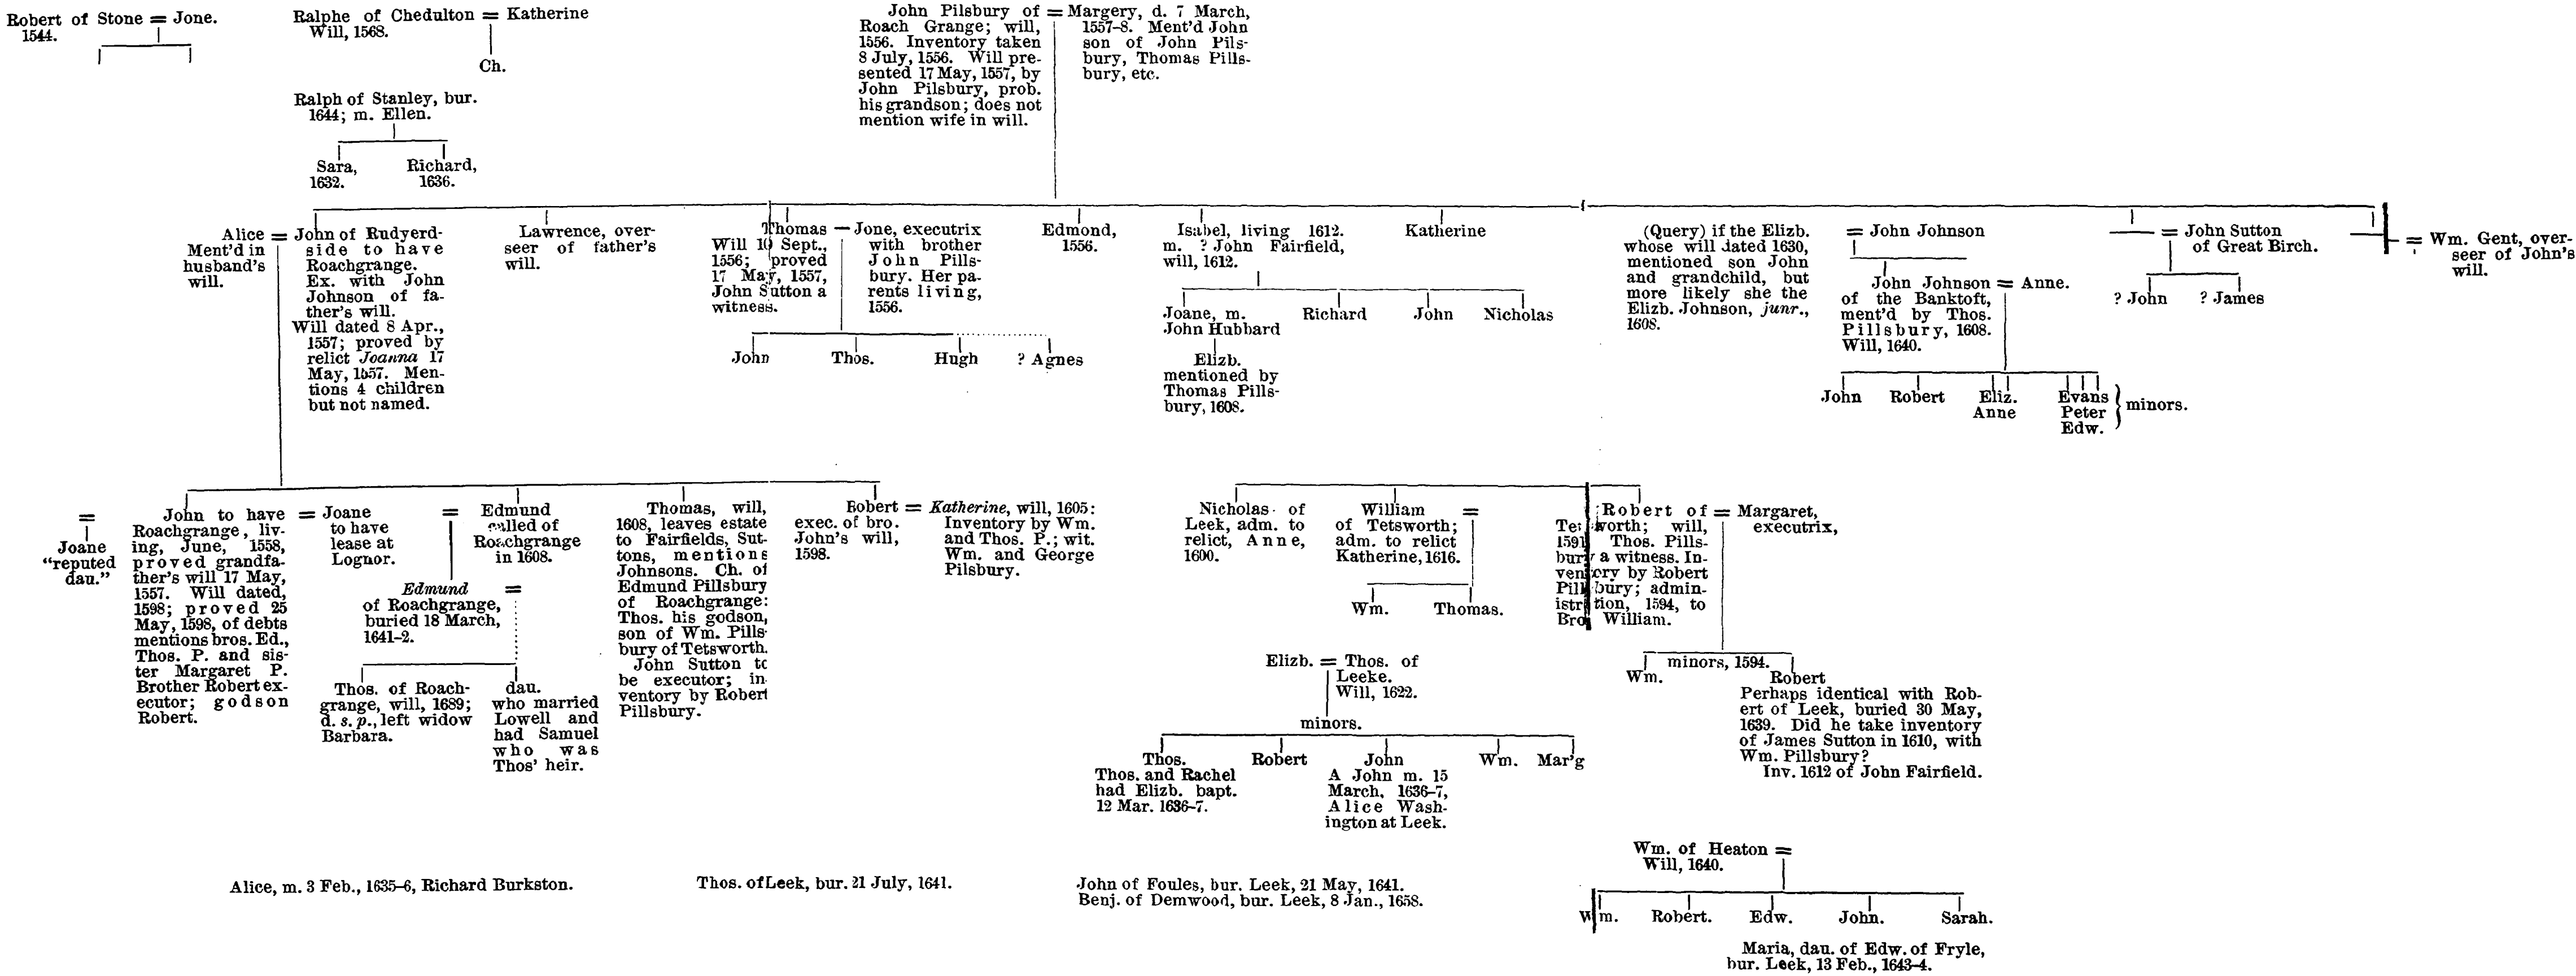 Robert of Stone = Jone.
1544.
Ralphe of Chedulton = Katherine
Will, 1568.
Ch.
Ralph of Stanley, bur.
1644; m. Ellen.
Sara,
1632.
Richard,
1636.
John Pilsbury of =
Roach Grange; will,
1556. Inventory taken
8 July, 1556. Will pre-
sented 17 May, 1557, by
John Pilsbury, prob.
his grandson; does not
mention wife in will.
Margery, d. 7 March,
1557-8. Ment'd John
son of John Pils-
bury, Thomas Pills-
bury, etc.
Alice =
Ment'd in
husband's
will.
John of Rudyerd-
side to have
Roachgrange.
Ex. with John
Johnson of fa-
ther's will.
Will dated 8 Apr.,
1557; proved by
relict Joanna 17
May, 1557. Men-
tions 4 children
but not named.
Lawrence, over-
seer of father's
will.
Thomas —
Will 10 Sept.,
1556; proved
17 May, 1557,
John Sutton a
witness.
Jone, executrix
with brother
John Pills-
bury. Her pa-
rents living,
1556.
John
Thos.
Hugh
? Agnes
Edmond,
1556.
Isabel, living 1612.
m. ? John Fairfield,
will, 1612.
Joane, m.
John Hubbard
Richard
John
Nicholas
Elizb.
mentioned by
Thomas Pills-
bury, 1608.
Katherine
(Query) if the Elizb.
whose will dated 1630,
mentioned son John
and grandchild, but
more likely she the
Elizb. Johnson, junr.,
1608.
= John Johnson
John Johnson = Anne.
of the Banktoft,
ment'd by Thos.
Pillsbury, 1608.
Will, 1640.
John
Robert
Eliz.
Anne
Evans
Peter
Edw.
} minors.
= John Sutton
of Great Birch.
? John
? James
= Wm. Gent, over-
seer of John's
will.
=
Joane
"reputed
dau."
John to have =
Roachgrange, liv-
ing, June, 1558,
proved grandfa-
ther's will 17 May,
1557. Will dated,
1598; proved 25
May, 1598, of debts
mentions bros. Ed.,
Thos. P. and sis-
ter Margaret P.
Brother Robert ex-
ecutor; godson
Robert.
Joane
to have
lease at
Lognor.
= Edmund
called of
Roachgrange
in 1608.
Edmund =
of Roachgrange,
buried 18 March,
1641-2.
Thos. of Roach-
grange, will, 1689;
d. s. p., left widow
Barbara.
dau.
who married
Lowell and
had Samuel
who was
Thos' heir.
Thomas, will,
1608, leaves estate
to Fairfields, Sut-
tons, mentions
Johnsons. Ch. of
Edmund Pillsbury
of Roachgrange:
Thos. his godson,
son of Wm. Pills-
bury of Tetsworth.
John Sutton to
be executor; in-
ventory by Robert
Pillsbury.
Robert =
exec. of bro.
John's will,
1598.
Katherine, will, 1605:
Inventory by Wm.
and Thos. P.; wit.
Wm. and George
Pilsbury.
Nicholas of
Leek, adm. to
relict, Anne,
1600.
William =
of Tetsworth;
adm. to relict
Katherine, 1616.
Wm.
Thomas.
Robert of =
Tetsworth; will,
1591 Thos. Pills-
bury a witness. In-
ventory by Robert
Pillsbury; admin-
istration, 1594, to
Bro. William.
Margaret,
executrix,
minors, 1594.
Wm.
Robert
Perhaps identical with Rob-
ert of Leek, buried 30 May,
1639. Did he take inventory
of James Sutton in 1610, with
Wm. Pillsbury?
Inv. 1612 of John Fairfield.
Elizb. = Thos. of
Leeke.
Will, 1622.
minors.
Thos.
Thos. and Rachel
had Elizb. bapt.
12 Mar. 1636-7.
Robert
John
A John m. 15
March, 1636-7,
Alice Wash-
ington at Leek.
Wm.
Mar'g
Wm. of Heaton =
Will, 1640.
Wm.
Robert.
Edw.
John.
Sarah.
Alice, m. 3 Feb., 1635-6, Richard Burkston.
Thos. of Leek, bur. 21 July, 1641.
John of Foules, bur. Leek, 21 May, 1641.
Benj. of Demwood, bur. Leek, 8 Jan., 1658.
Maria, dau. of Edw. of Fryle,
bur. Leek, 13 Feb., 1643-4.